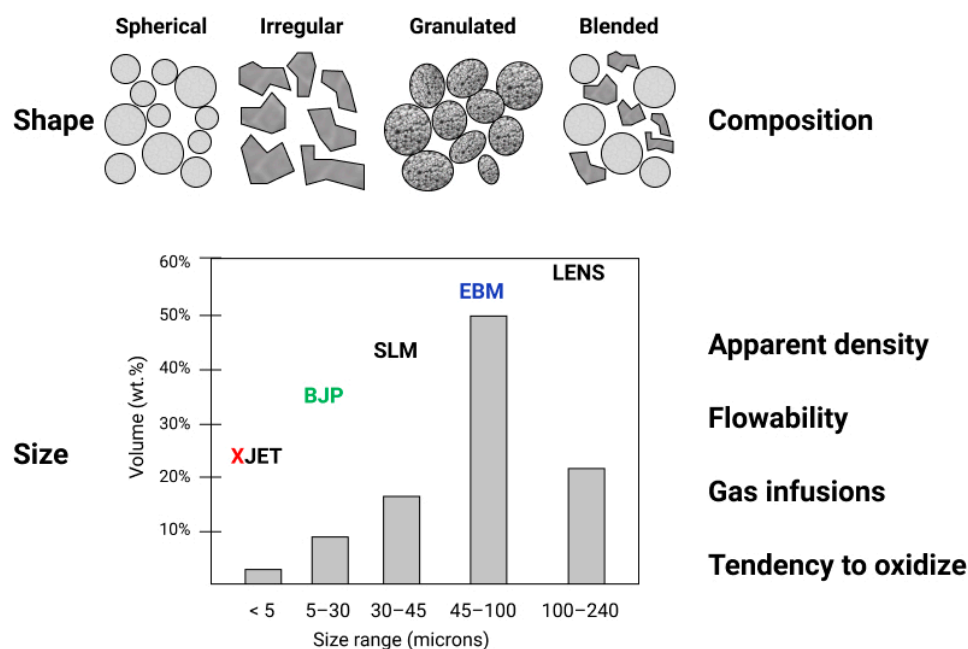 Spherical Irregular Granulated Blended
Shape
Composition
60%
50%
40%
30%
20%
10%
Volume (wt.%)
Size
XJET
BJP
SLM
EBM
LENS
< 5 5–30 30–45 45–100 100–240
Size range (microns)
Apparent density
Flowability
Gas infusions
Tendency to oxidize